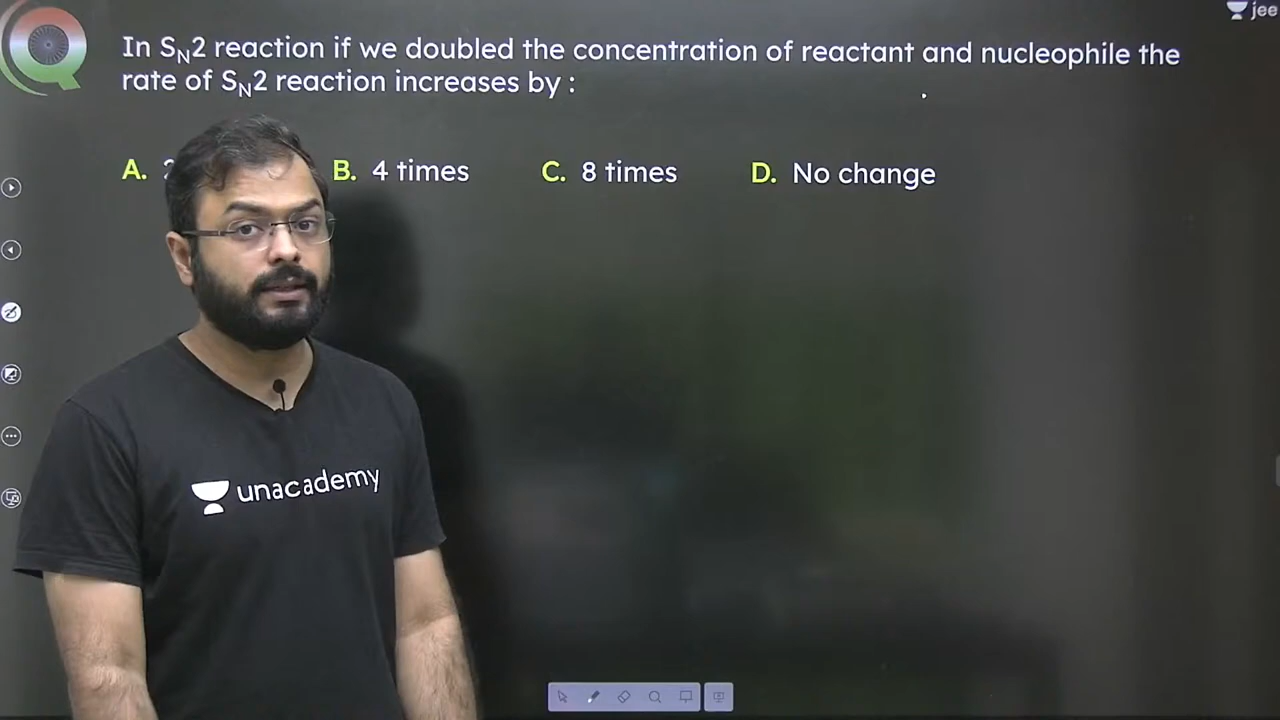 jee
In SN2 reaction if we doubled the concentration of reactant and nucleophile the
rate of SN2 reaction increases by :
A. B. 4 times C. 8 times D. No change
unacademy